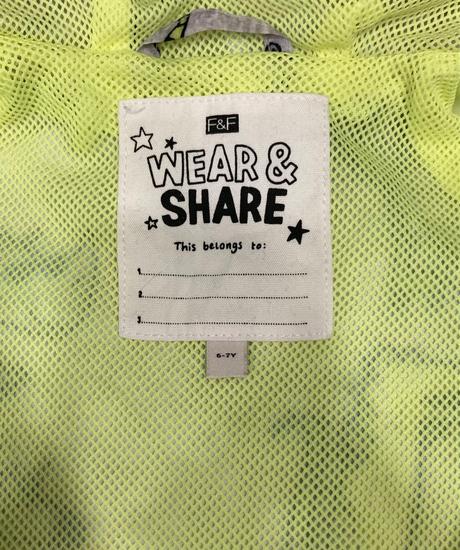 F&F
WEAR &
SHARE
This belongs to:
1.
2.
3.
6-7Y